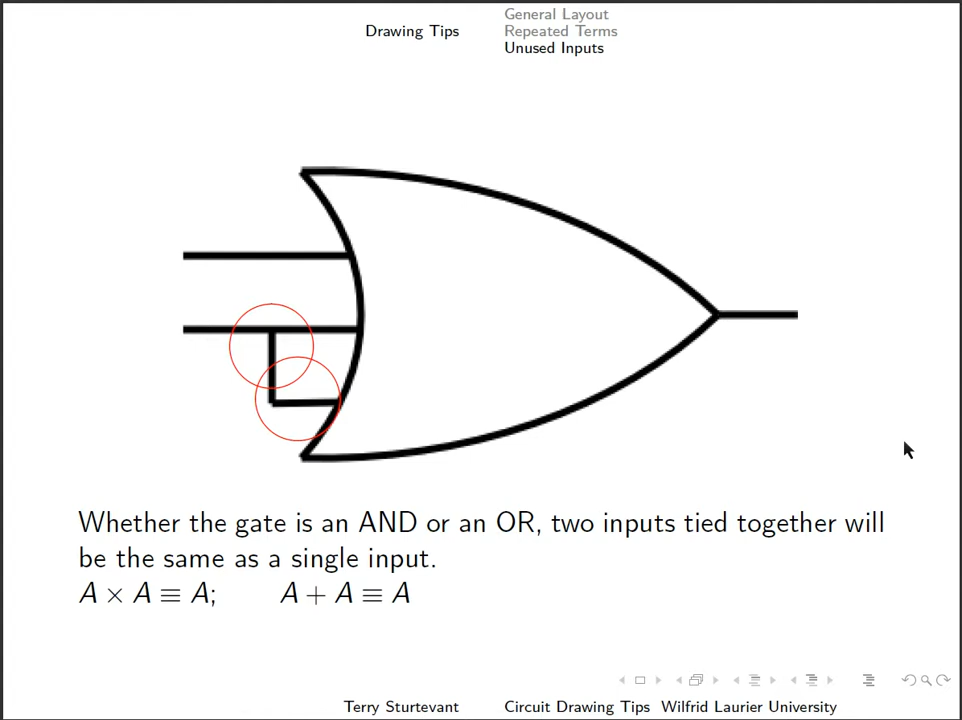 Drawing Tips
General Layout
Repeated Terms
Unused Inputs
Whether the gate is an AND or an OR, two inputs tied together will
be the same as a single input.
A × A ≡ A; A + A ≡ A
Terry Sturtevant Circuit Drawing Tips Wilfrid Laurier University